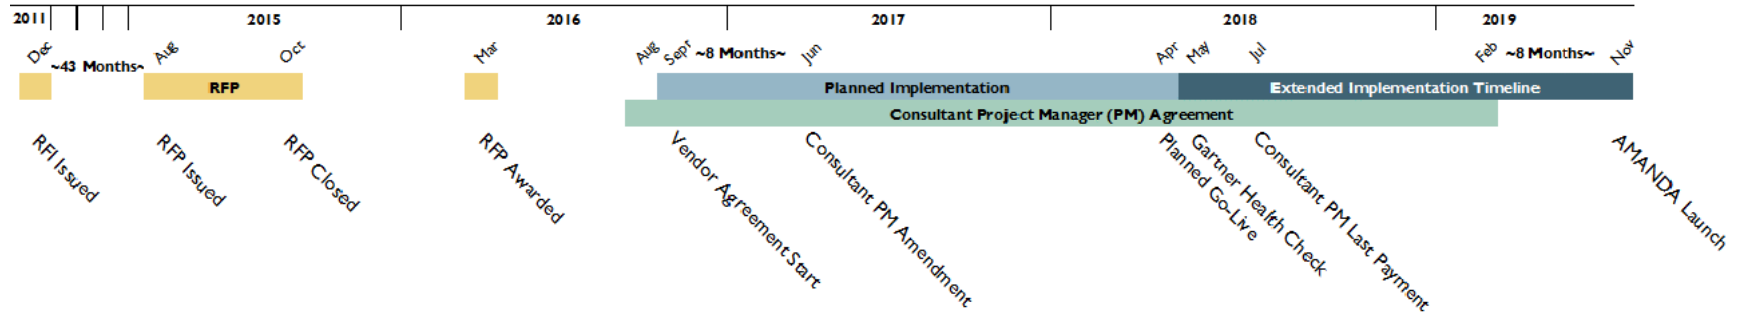 2011 2015 2016 2017 2018 2019
Dec ~43 Months~ Aug Oct Mar Aug Sept ~8 Months~ Jun Apr May Jul Feb ~8 Months~ Nov
RFP Planned Implementation Extended Implementation Timeline
Consultant Project Manager (PM) Agreement
RFI Issued
RFP Issued
RFP Closed
RFP Awarded
Vendor Agreement Start
Consultant PM Amendment
Planned Go-Live
Gartner Health Check
Consultant PM Last Payment
AMANDA Launch